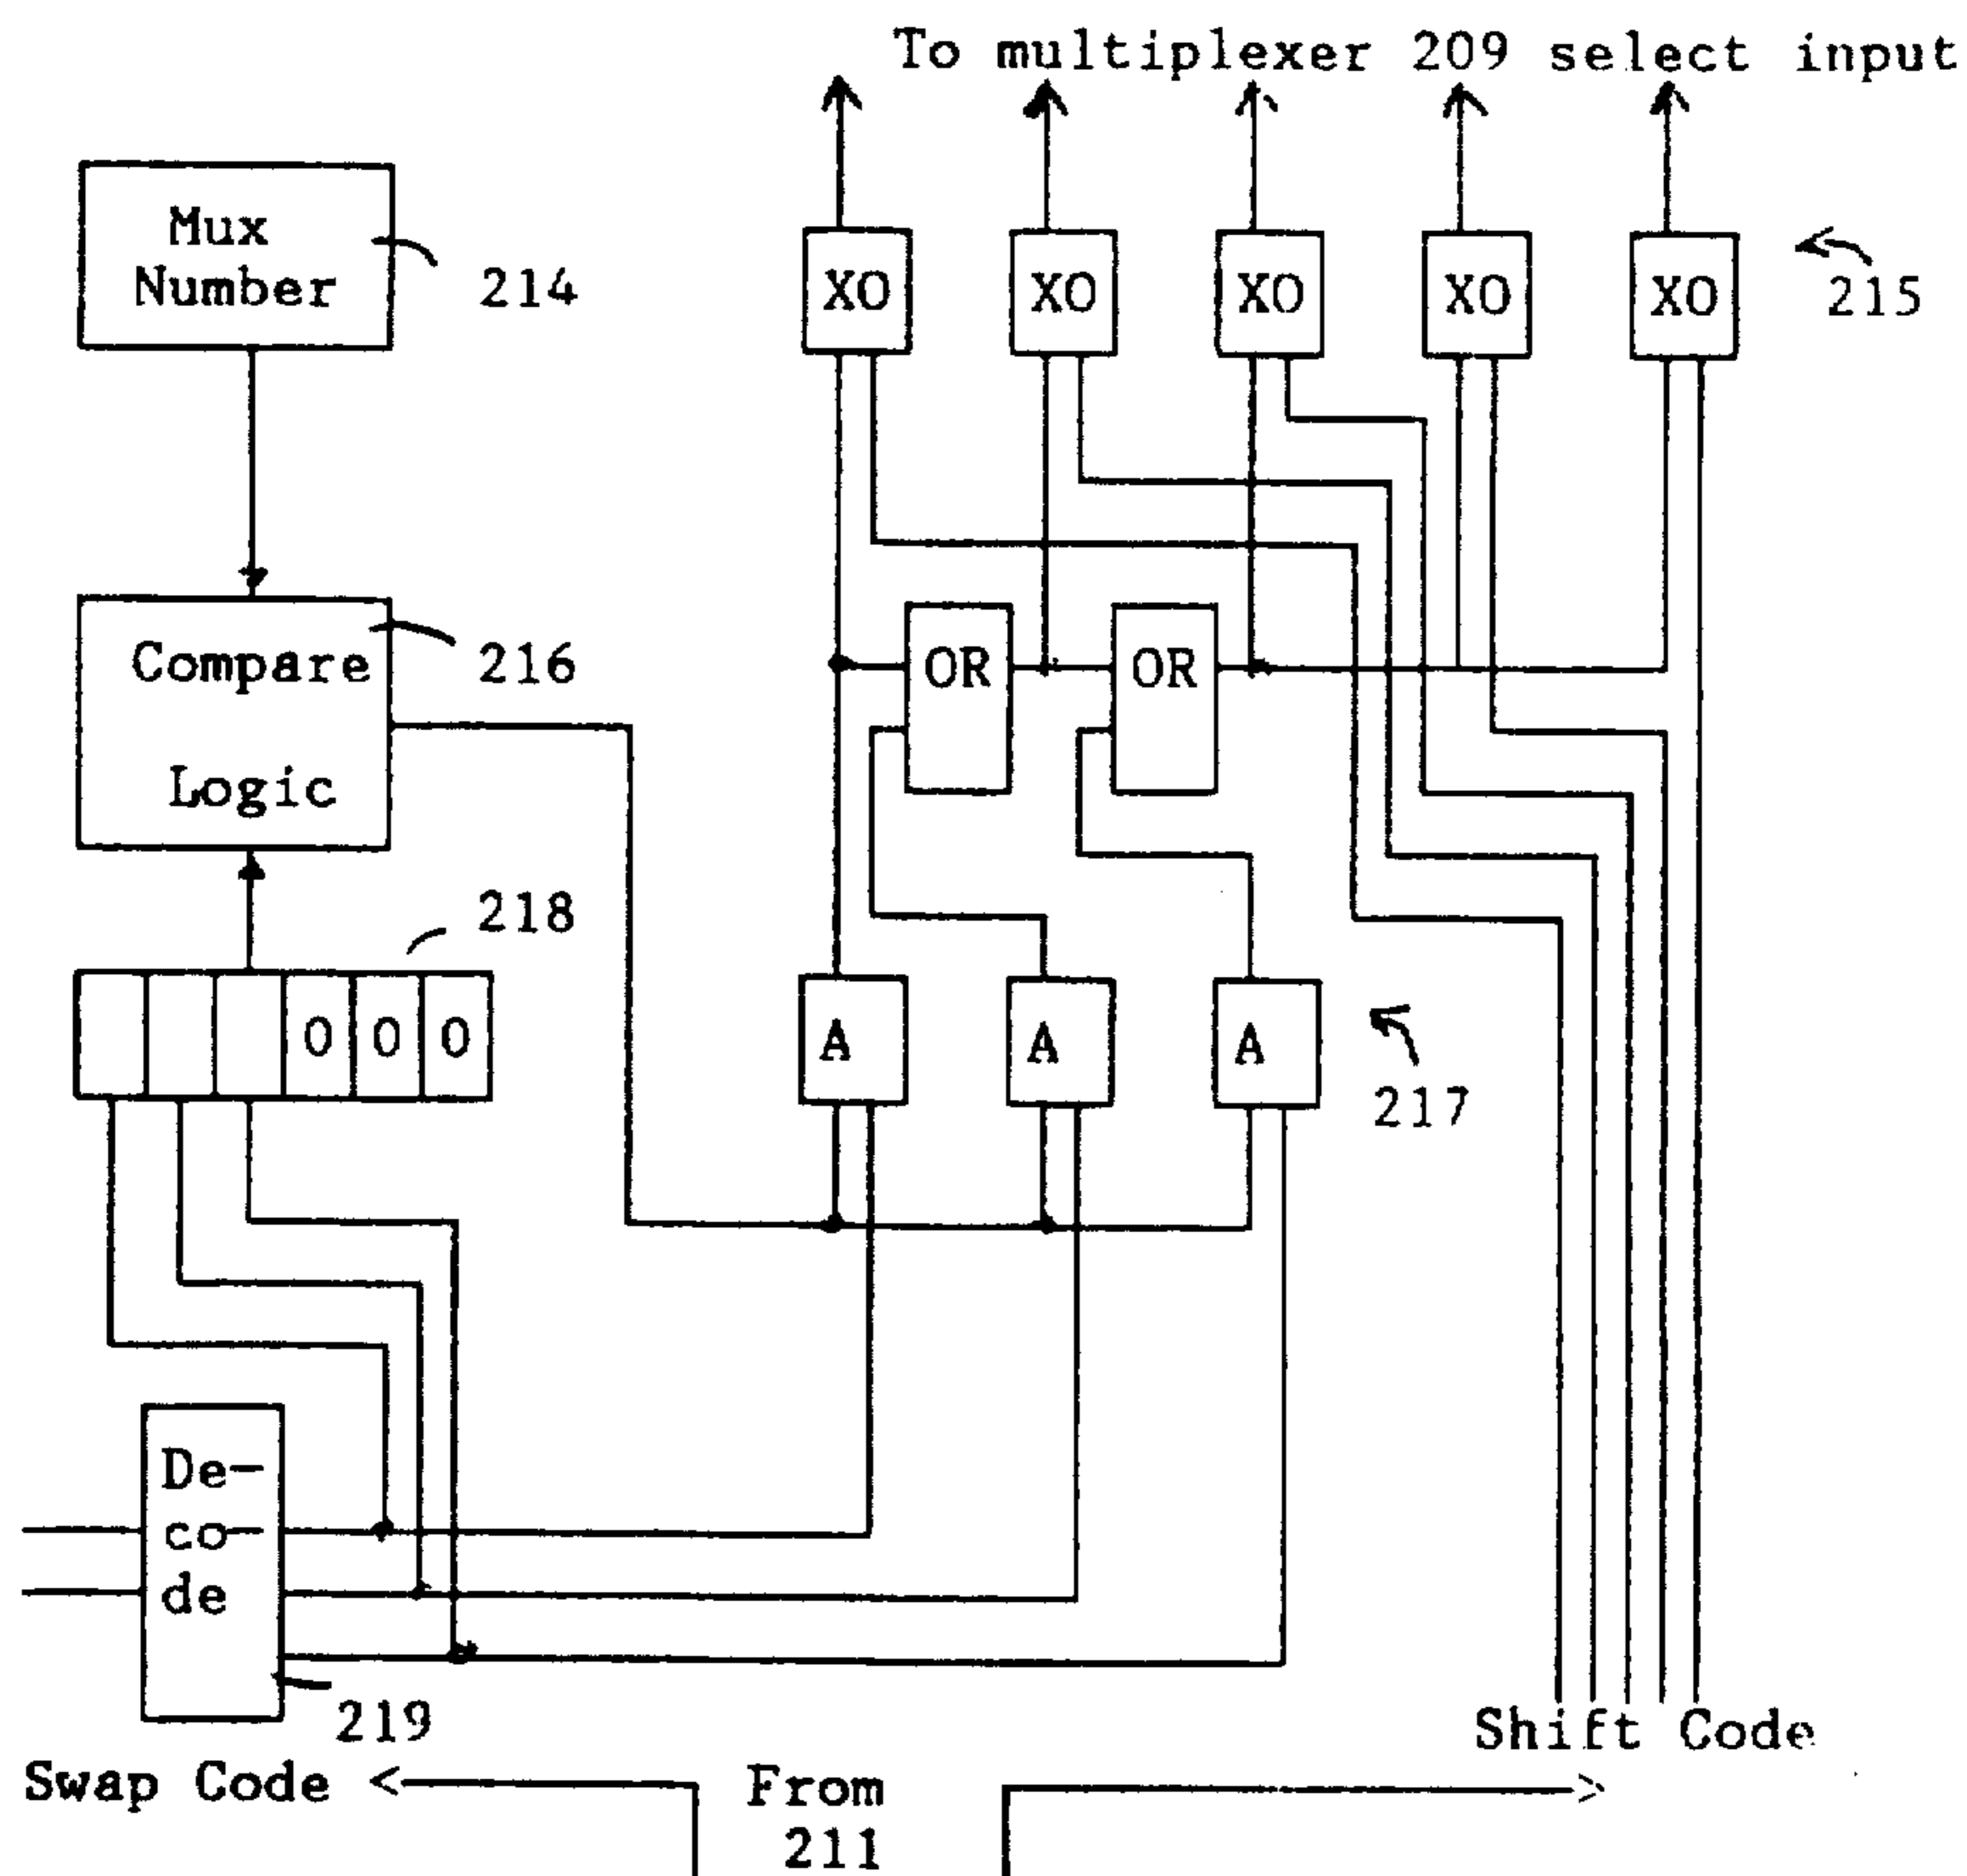 To multiplexer 209 select input
Mux
Number
214
XO
XO
XO
XO
XO
215
Compare
Logic
216
OR
OR
218
0
0
0
A
A
A
217
De-
co-
de
219
Shift Code
Swap Code
From
211